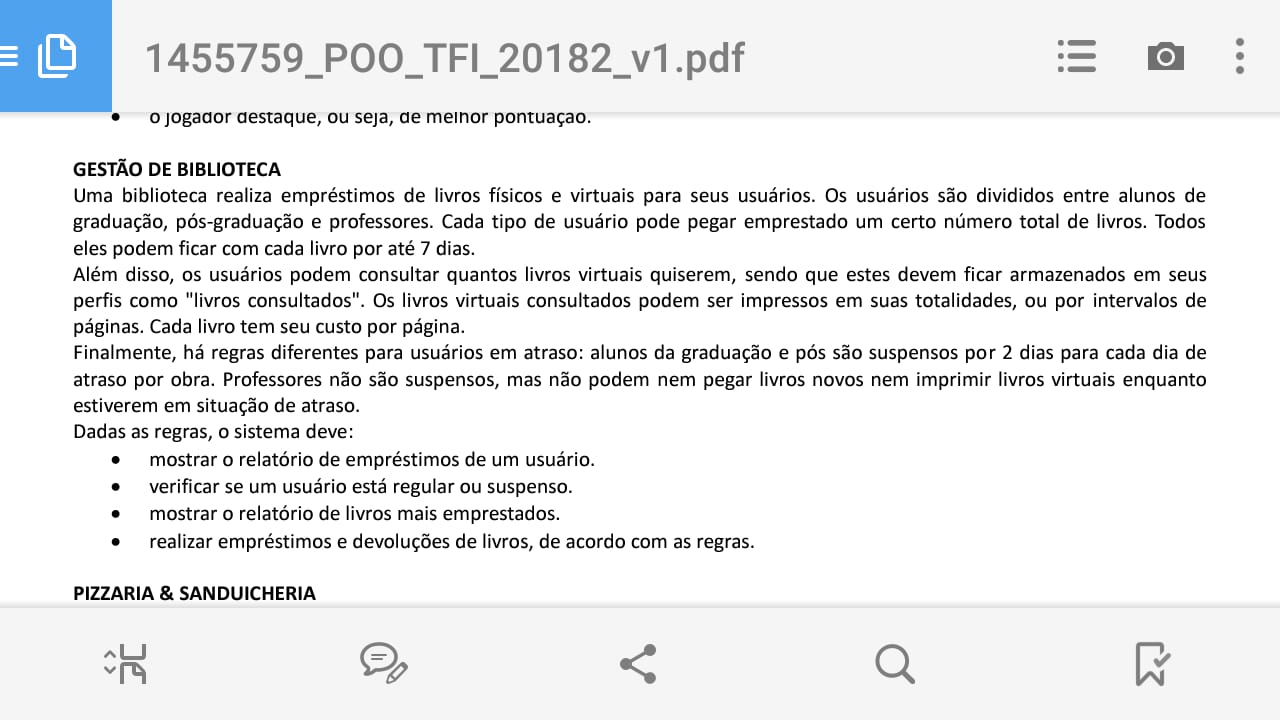 1455759_POO_TFI_20182_v1.pdf
• o jogador destaque, ou seja, de melhor pontuação.
GESTÃO DE BIBLIOTECA
Uma biblioteca realiza empréstimos de livros físicos e virtuais para seus usuários. Os usuários são divididos entre alunos de
graduação, pós-graduação e professores. Cada tipo de usuário pode pegar emprestado um certo número total de livros. Todos
eles podem ficar com cada livro por até 7 dias.
Além disso, os usuários podem consultar quantos livros virtuais quiserem, sendo que estes devem ficar armazenados em seus
perfis como "livros consultados". Os livros virtuais consultados podem ser impressos em suas totalidades, ou por intervalos de
páginas. Cada livro tem seu custo por página.
Finalmente, há regras diferentes para usuários em atraso: alunos da graduação e pós são suspensos por 2 dias para cada dia de
atraso por obra. Professores não são suspensos, mas não podem nem pegar livros novos nem imprimir livros virtuais enquanto
estiverem em situação de atraso.
Dadas as regras, o sistema deve:
• mostrar o relatório de empréstimos de um usuário.
• verificar se um usuário está regular ou suspenso.
• mostrar o relatório de livros mais emprestados.
• realizar empréstimos e devoluções de livros, de acordo com as regras.
PIZZARIA & SANDUICHERIA